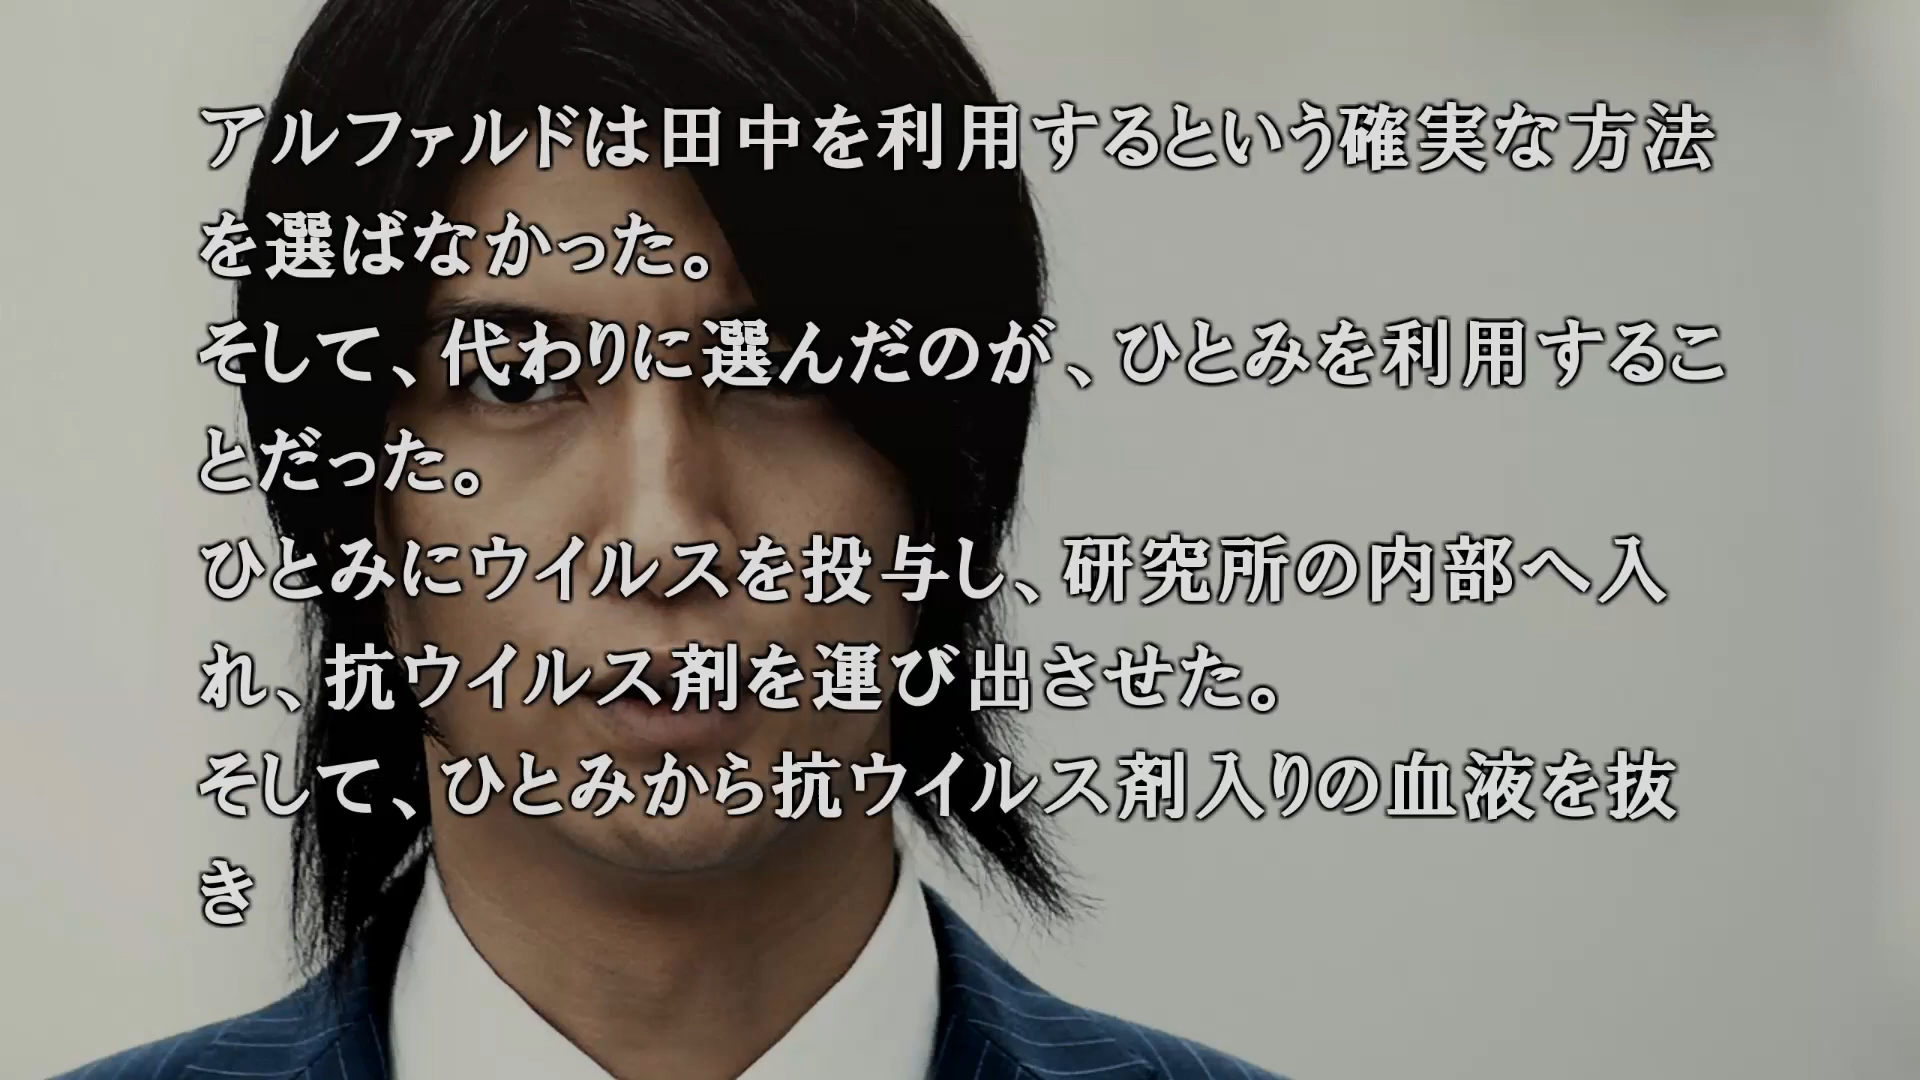 アルファルドは田中を利用するという確実な方法
を選ばなかった。
そして、代わりに選んだのが、ひとみを利用するこ
とだった。
ひとみにウイルスを投与し、研究所の内部へ入
れ、抗ウイルス剤を運び出させた。
そして、ひとみから抗ウイルス剤入りの血液を抜
き